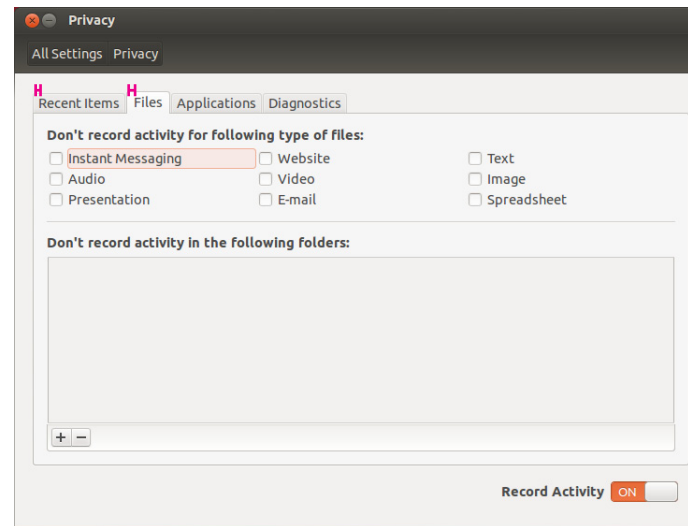 Privacy
All Settings Privacy
H H
Recent Items Files Applications Diagnostics
Don't record activity for following type of files:
Instant Messaging Website Text
Audio Video Image
Presentation E-mail Spreadsheet
Don't record activity in the following folders:
Record Activity ON